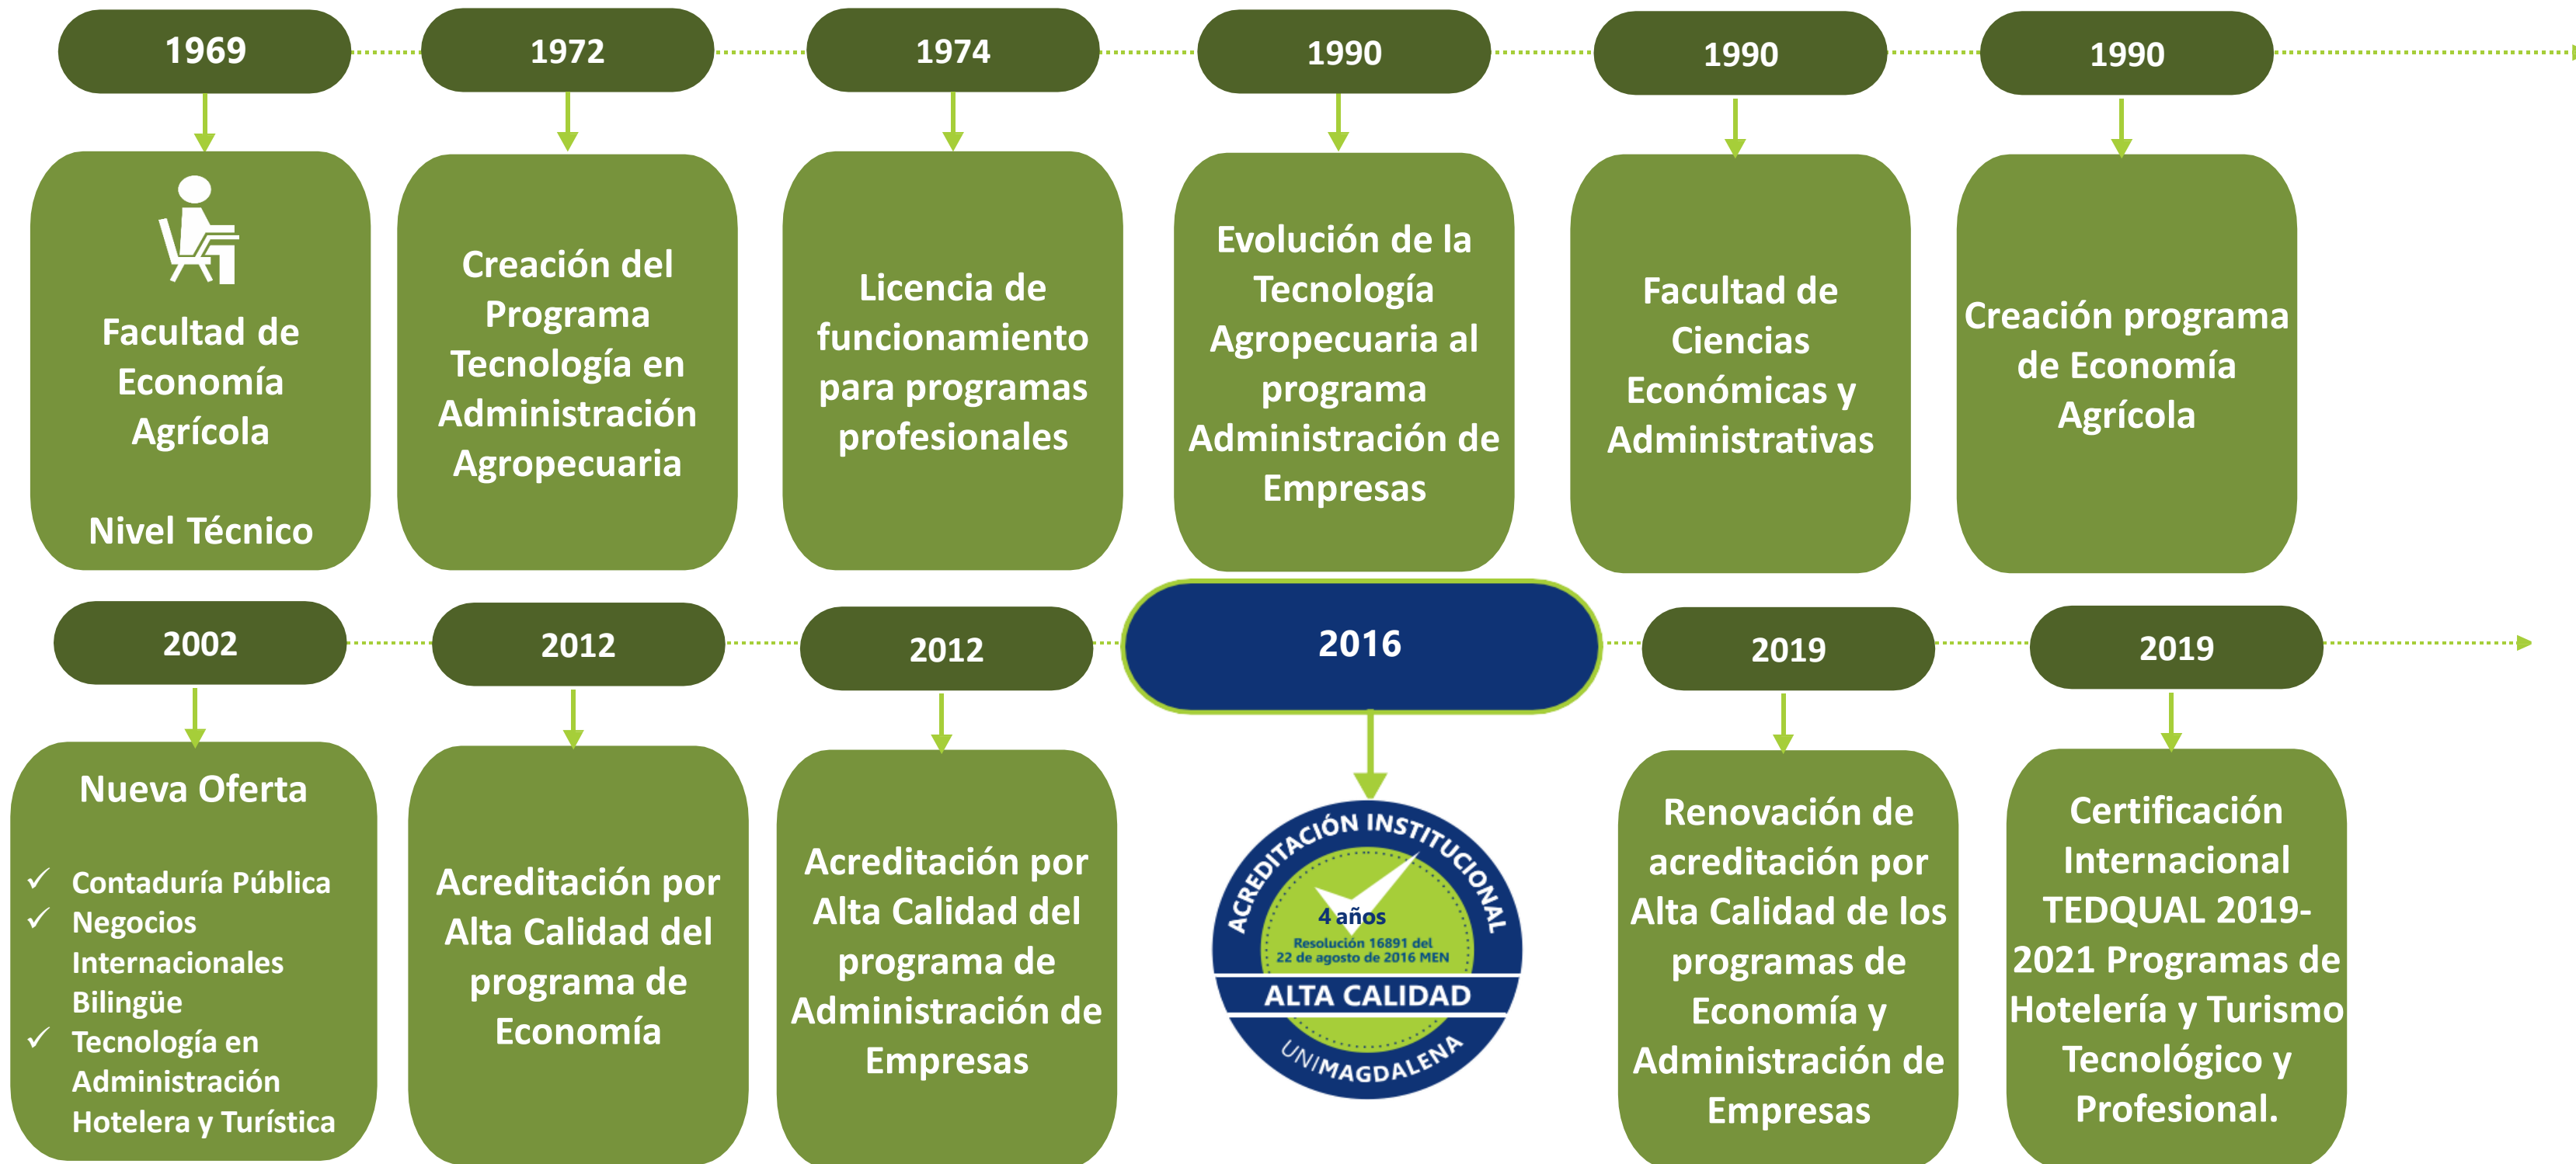 1969
Facultad de
Economía
Agrícola
Nivel Técnico
1972
Creación del
Programa
Tecnología en
Administración
Agropecuaria
1974
Licencia de
funcionamiento
para programas
profesionales
1990
Evolución de la
Tecnología
Agropecuaria al
programa
Administración de
Empresas
1990
Facultad de
Ciencias
Económicas y
Administrativas
1990
Creación programa
de Economía
Agrícola
2002
Nueva Oferta
✓ Contaduría Pública
✓ Negocios
Internacionales
Bilingüe
✓ Tecnología en
Administración
Hotelera y Turística
2012
Acreditación por
Alta Calidad del
programa de
Economía
2012
Acreditación por
Alta Calidad del
programa de
Administración de
Empresas
2016
ACREDITACIÓN INSTITUCIONAL
4 años
Resolución 16891 del
22 de agosto de 2016 MEN
ALTA CALIDAD
UNIMAGDALENA
2019
Renovación de
acreditación por
Alta Calidad de los
programas de
Economía y
Administración de
Empresas
2019
Certificación
Internacional
TEDQUAL 2019-
2021 Programas de
Hotelería y Turismo
Tecnológico y
Profesional.